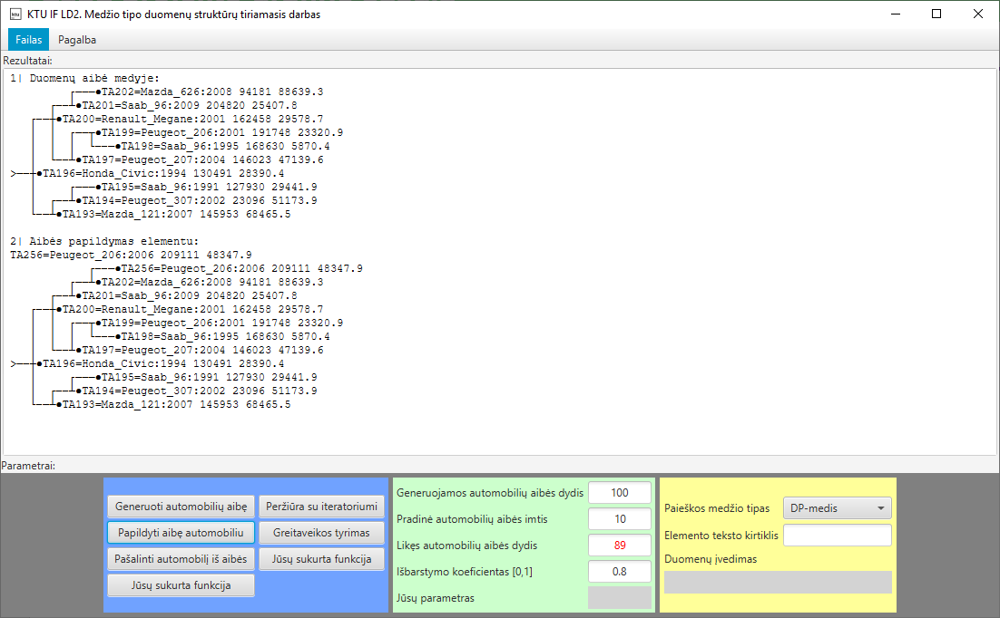 ktu
KTU IF LD2. Medžio tipo duomenų struktūrų tiriamasis darbas
Failas Pagalba
Rezultatai:
1| Duomenų aibė medyje:
┌───●TA202=Mazda_626:2008 94181 88639.3
┌──┴●TA201=Saab_96:2009 204820 25407.8
┌──┼●TA200=Renault_Megane:2001 162458 29578.7
│ │ ┌──┬●TA199=Peugeot_206:2001 191748 23320.9
│ │ │ └───●TA198=Saab_96:1995 168630 5870.4
│ └──┴●TA197=Peugeot_207:2004 146023 47139.6
>──┼●TA196=Honda_Civic:1994 130491 28390.4
│ ┌───●TA195=Saab_96:1991 127930 29441.9
│ ┌──┴●TA194=Peugeot_307:2002 23096 51173.9
└──┴●TA193=Mazda_121:2007 145953 68465.5
2| Aibės papildymas elementu:
TA256=Peugeot_206:2006 209111 48347.9
┌───●TA256=Peugeot_206:2006 209111 48347.9
┌──┴●TA202=Mazda_626:2008 94181 88639.3
┌──┴●TA201=Saab_96:2009 204820 25407.8
┌──┼●TA200=Renault_Megane:2001 162458 29578.7
│ │ ┌──┬●TA199=Peugeot_206:2001 191748 23320.9
│ │ │ └───●TA198=Saab_96:1995 168630 5870.4
│ └──┴●TA197=Peugeot_207:2004 146023 47139.6
>──┼●TA196=Honda_Civic:1994 130491 28390.4
│ ┌───●TA195=Saab_96:1991 127930 29441.9
│ ┌──┴●TA194=Peugeot_307:2002 23096 51173.9
└──┴●TA193=Mazda_121:2007 145953 68465.5
Parametrai:
Generuoti automobilių aibę Peržiūra su iteratoriumi
Papildyti aibę automobiliu Greitaveikos tyrimas
Pašalinti automobilį iš aibės Jūsų sukurta funkcija
Jūsų sukurta funkcija
Generuojamos automobilių aibės dydis 100
Pradinė automobilių aibės imtis 10
Likęs automobilių aibės dydis 89
Išbarstymo koeficientas [0,1] 0.8
Jūsų parametras
Paieškos medžio tipas DP-medis
Elemento teksto kirtiklis
Duomenų įvedimas